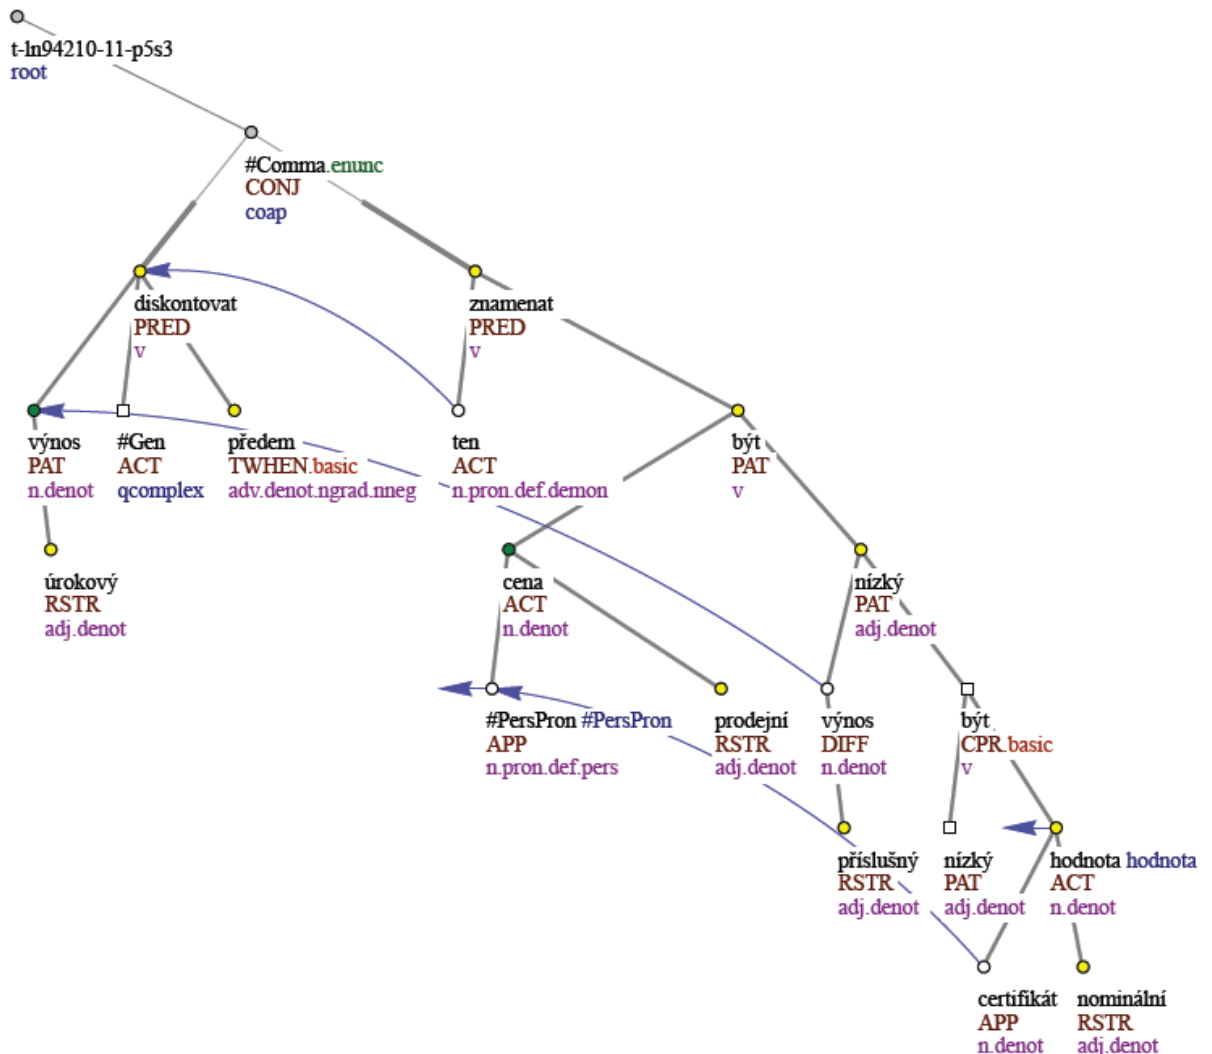 t-ln94210-11-p5s3
root
#Comma.enunc
CONJ
coap
diskontovat
PRED
v
znamenat
PRED
v
výnos
PAT
n.denot
#Gen
ACT
qcomplex
předem
TWHEN.basic
adv.denot.ngrad.nneg
ten
ACT
n.pron.def.demon
být
PAT
v
úrokový
RSTR
adj.denot
cena
ACT
n.denot
nízký
PAT
adj.denot
#PersPron #PersPron
APP
n.pron.def.pers
prodejní
RSTR
adj.denot
výnos
DIFF
n.denot
být
CPR.basic
v
příslušný
RSTR
adj.denot
nízký
PAT
adj.denot
hodnota hodnota
ACT
n.denot
certifikát
APP
n.denot
nominální
RSTR
adj.denot